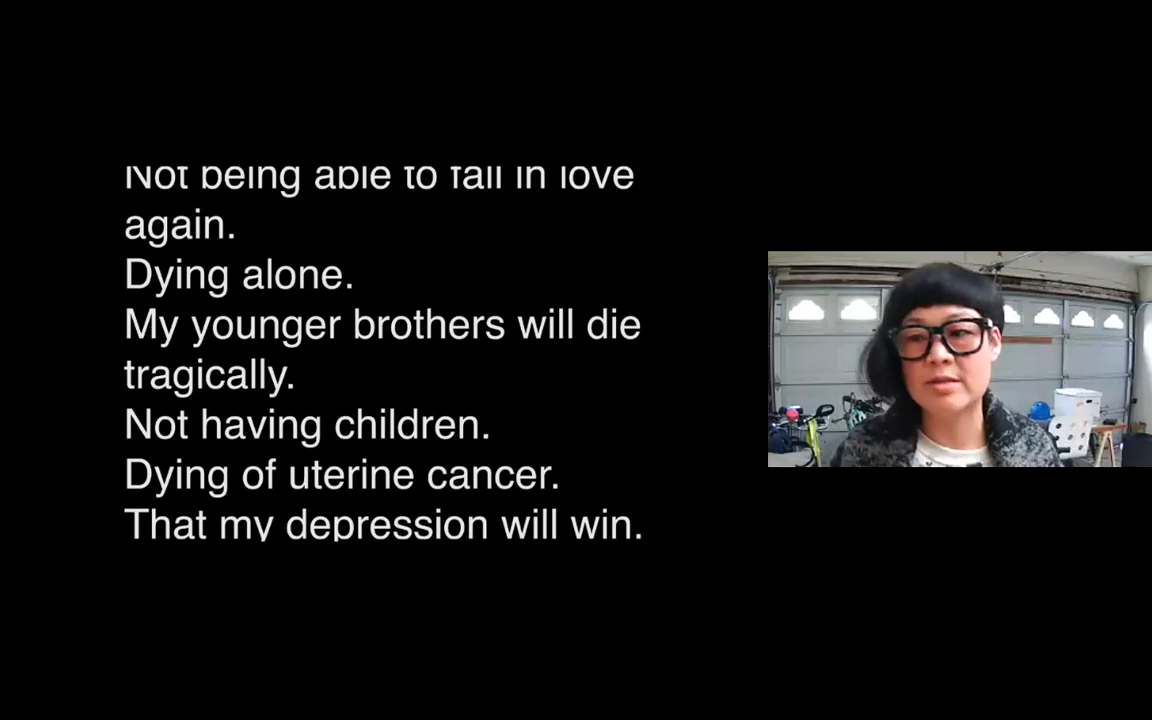 Not being able to fall in love
again.
Dying alone.
My younger brothers will die
tragically.
Not having children.
Dying of uterine cancer.
That my depression will win.